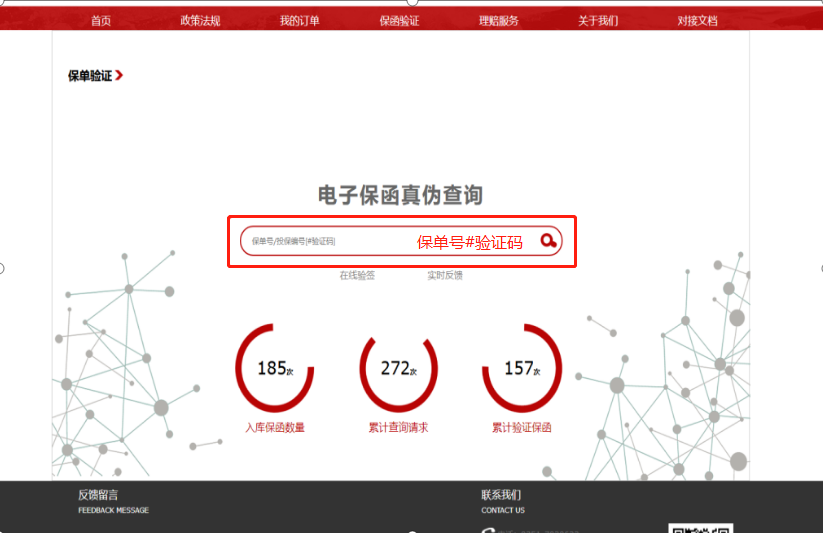 首页 政策法规 我的订单 保函验证 理赔服务 关于我们 对接文档
保单验证
电子保函真伪查询
保单号/投保编号[#验证码] 保单号#验证码
在线验签 实时反馈
185次 272次 157次
入库保函数量 累计查询请求 累计验证保函
反馈留言 联系我们
FEEDBACK MESSAGE CONTACT US